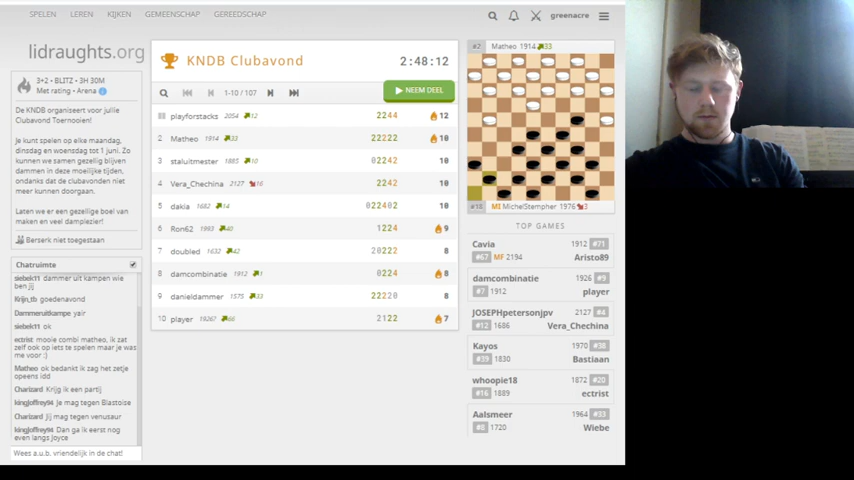 SPELEN LEREN KIJKEN GEMEENSCHAP GEREEDSCHAP
greenacre
lidraughts.org
3+2 • BLITZ • 3H 30M
Met rating • Arena
De KNDB organiseert voor jullie
Clubavond Toernooien!
Je kunt spelen op elke maandag,
dinsdag en woensdag tot 1 juni. Zo
kunnen we samen gezellig blijven
dammen in deze moeilijke tijden,
ondanks dat de clubavonden niet
meer kunnen doorgaan.
Laten we er een gezellige boel van
maken en veel damplezier!
Berserk niet toegestaan
Chatruimte
siebek11 dammer uit kampen wie
ben jij
Krijn_tb goedenavond
Dammeruitkampe yair
siebek11 ok
ectrist mooie combi matheo, ik zat
zelf ook op iets te spelen maar je was
me voor :)
Matheo ok bedankt ik zag het zetje
opeens idd
Charizard Krijg ik een partij
kingjoffrey94 Je mag tegen Blastoise
Charizard Jij mag tegen venusaur
kingjoffrey94 Dan ga ik eerst nog
even langs Joyce
Wees a.u.b. vriendelijk in de chat!
KNDB Clubavond 2:48:12
1-10 / 107 NEEM DEEL
playforstacks 2054 12 2244 12
2 Matheo 1914 33 22222 10
3 staluitmester 1885 10 02242 10
4 Vera_Chechina 2127 16 2242 10
5 dakia 1682 14 022402 10
6 Ron62 1993 40 1224 9
7 doubled 1632 42 20222 8
8 damcombinatie 1912 1 0224 8
9 danieldammer 1575 33 22220 8
10 player 1926? 66 2122 7
#2 Matheo 1914 33
#18 MI MichelStempher 1976 3
TOP GAMES
Cavia 1912 #71
#67 MF 2194 Aristo89
damcombinatie 1926 #9
#7 1912 player
JOSEPHpetersonjpv 2127 #4
#12 1686 Vera_Chechina
Kayos 1970 #38
#39 1830 Bastiaan
whoopie18 1872 #20
#16 1889 ectrist
Aalsmeer 1964 #33
#8 1720 Wiebe